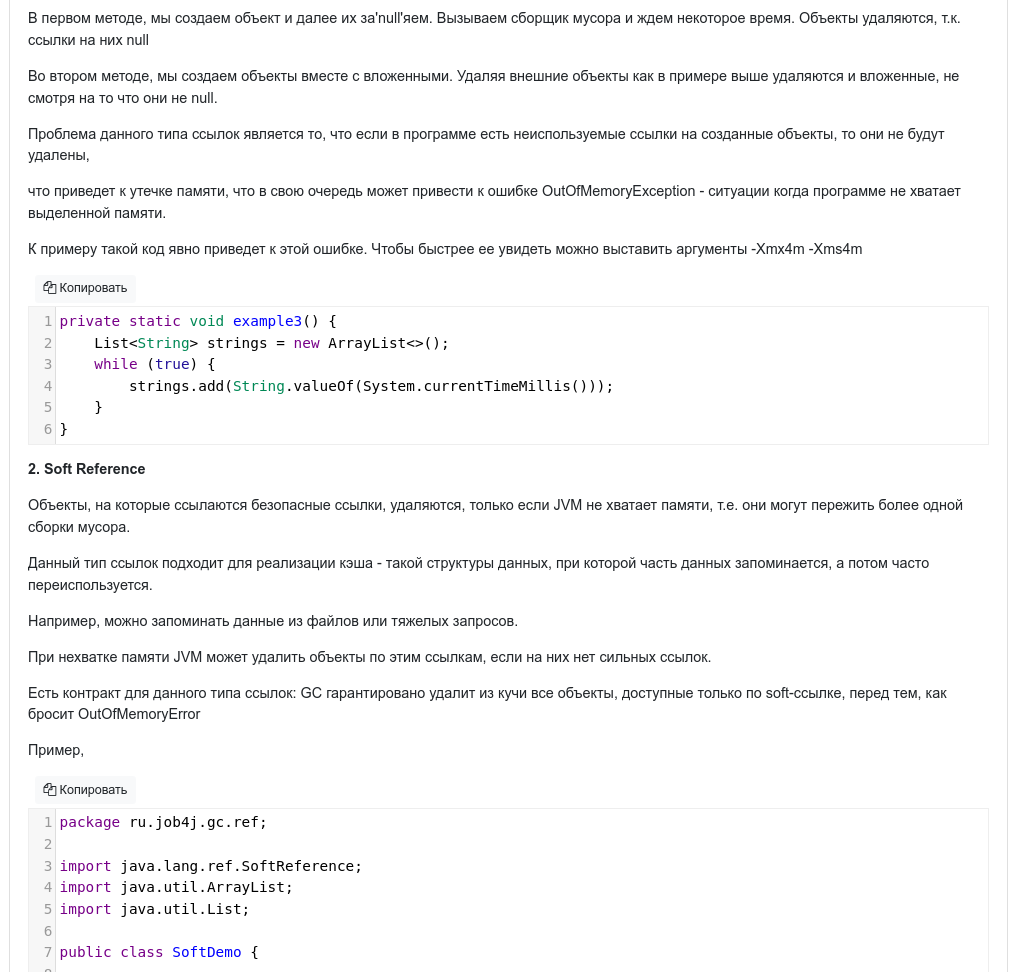 В первом методе, мы создаем объект и далее их за'null'яем. Вызываем сборщик мусора и ждем некоторое время. Объекты удаляются, т.к.
ссылки на них null
Во втором методе, мы создаем объекты вместе с вложенными. Удаляя внешние объекты как в примере выше удаляются и вложенные, не
смотря на то что они не null.
Проблема данного типа ссылок является то, что если в программе есть неиспользуемые ссылки на созданные объекты, то они не будут
удалены,
что приведет к утечке памяти, что в свою очередь может привести к ошибке OutOfMemoryException - ситуации когда программе не хватает
выделенной памяти.
К примеру такой код явно приведет к этой ошибке. Чтобы быстрее ее увидеть можно выставить аргументы -Xmx4m -Xms4m
Копировать
1 private static void example3() {
2     List<String> strings = new ArrayList<>();
3     while (true) {
4         strings.add(String.valueOf(System.currentTimeMillis()));
5     }
6 }
2. Soft Reference
Объекты, на которые ссылаются безопасные ссылки, удаляются, только если JVM не хватает памяти, т.е. они могут пережить более одной
сборки мусора.
Данный тип ссылок подходит для реализации кэша - такой структуры данных, при которой часть данных запоминается, а потом часто
переиспользуется.
Например, можно запоминать данные из файлов или тяжелых запросов.
При нехватке памяти JVM может удалить объекты по этим ссылкам, если на них нет сильных ссылок.
Есть контракт для данного типа ссылок: GC гарантировано удалит из кучи все объекты, доступные только по soft-ссылке, перед тем, как
бросит OutOfMemoryError
Пример,
Копировать
1 package ru.job4j.gc.ref;
2
3 import java.lang.ref.SoftReference;
4 import java.util.ArrayList;
5 import java.util.List;
6
7 public class SoftDemo {